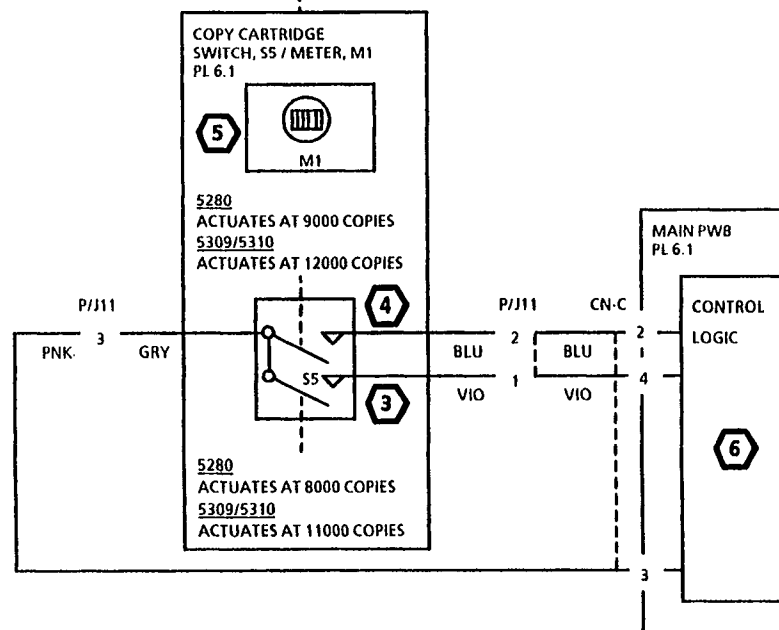 COPY CARTRIDGE
SWITCH, S5 / METER, M1
PL 6.1
5
M1
5280
ACTUATES AT 9000 COPIES
5309/5310
ACTUATES AT 12000 COPIES
MAIN PWB
PL 6.1
P/J11
4
P/J11
CN-C
CONTROL
LOGIC
3
2
2
PNK.
GRY
BLU
BLU
S5
1
4
3
VIO
VIO
6
5280
ACTUATES AT 8000 COPIES
5309/5310
ACTUATES AT 11000 COPIES
3